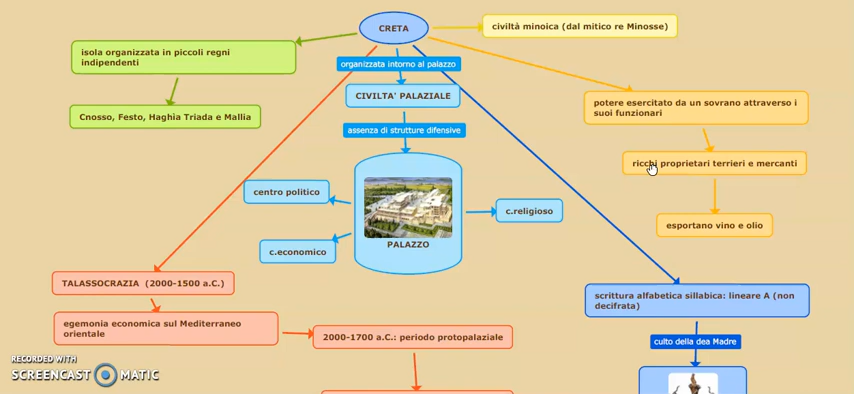 CRETA
civiltà minoica (dal mitico re Minosse)
isola organizzata in piccoli regni
indipendenti
organizzata intorno al palazzo
CIVILTA' PALAZIALE
potere esercitato da un sovrano attraverso i
suoi funzionari
Cnosso, Festo, Haghia Triada e Mallia
assenza di strutture difensive
ricchi proprietari terrieri e mercanti
centro politico
c.religioso
esportano vino e olio
PALAZZO
c.economico
TALASSOCRAZIA (2000-1500 a.C.)
scrittura alfabetica sillabica: lineare A (non
decifrata)
egemonia economica sul Mediterraneo
orientale
2000-1700 a.C.: periodo protopalaziale
culto della dea Madre
RECORDED WITH
SCREENCAST MATIC